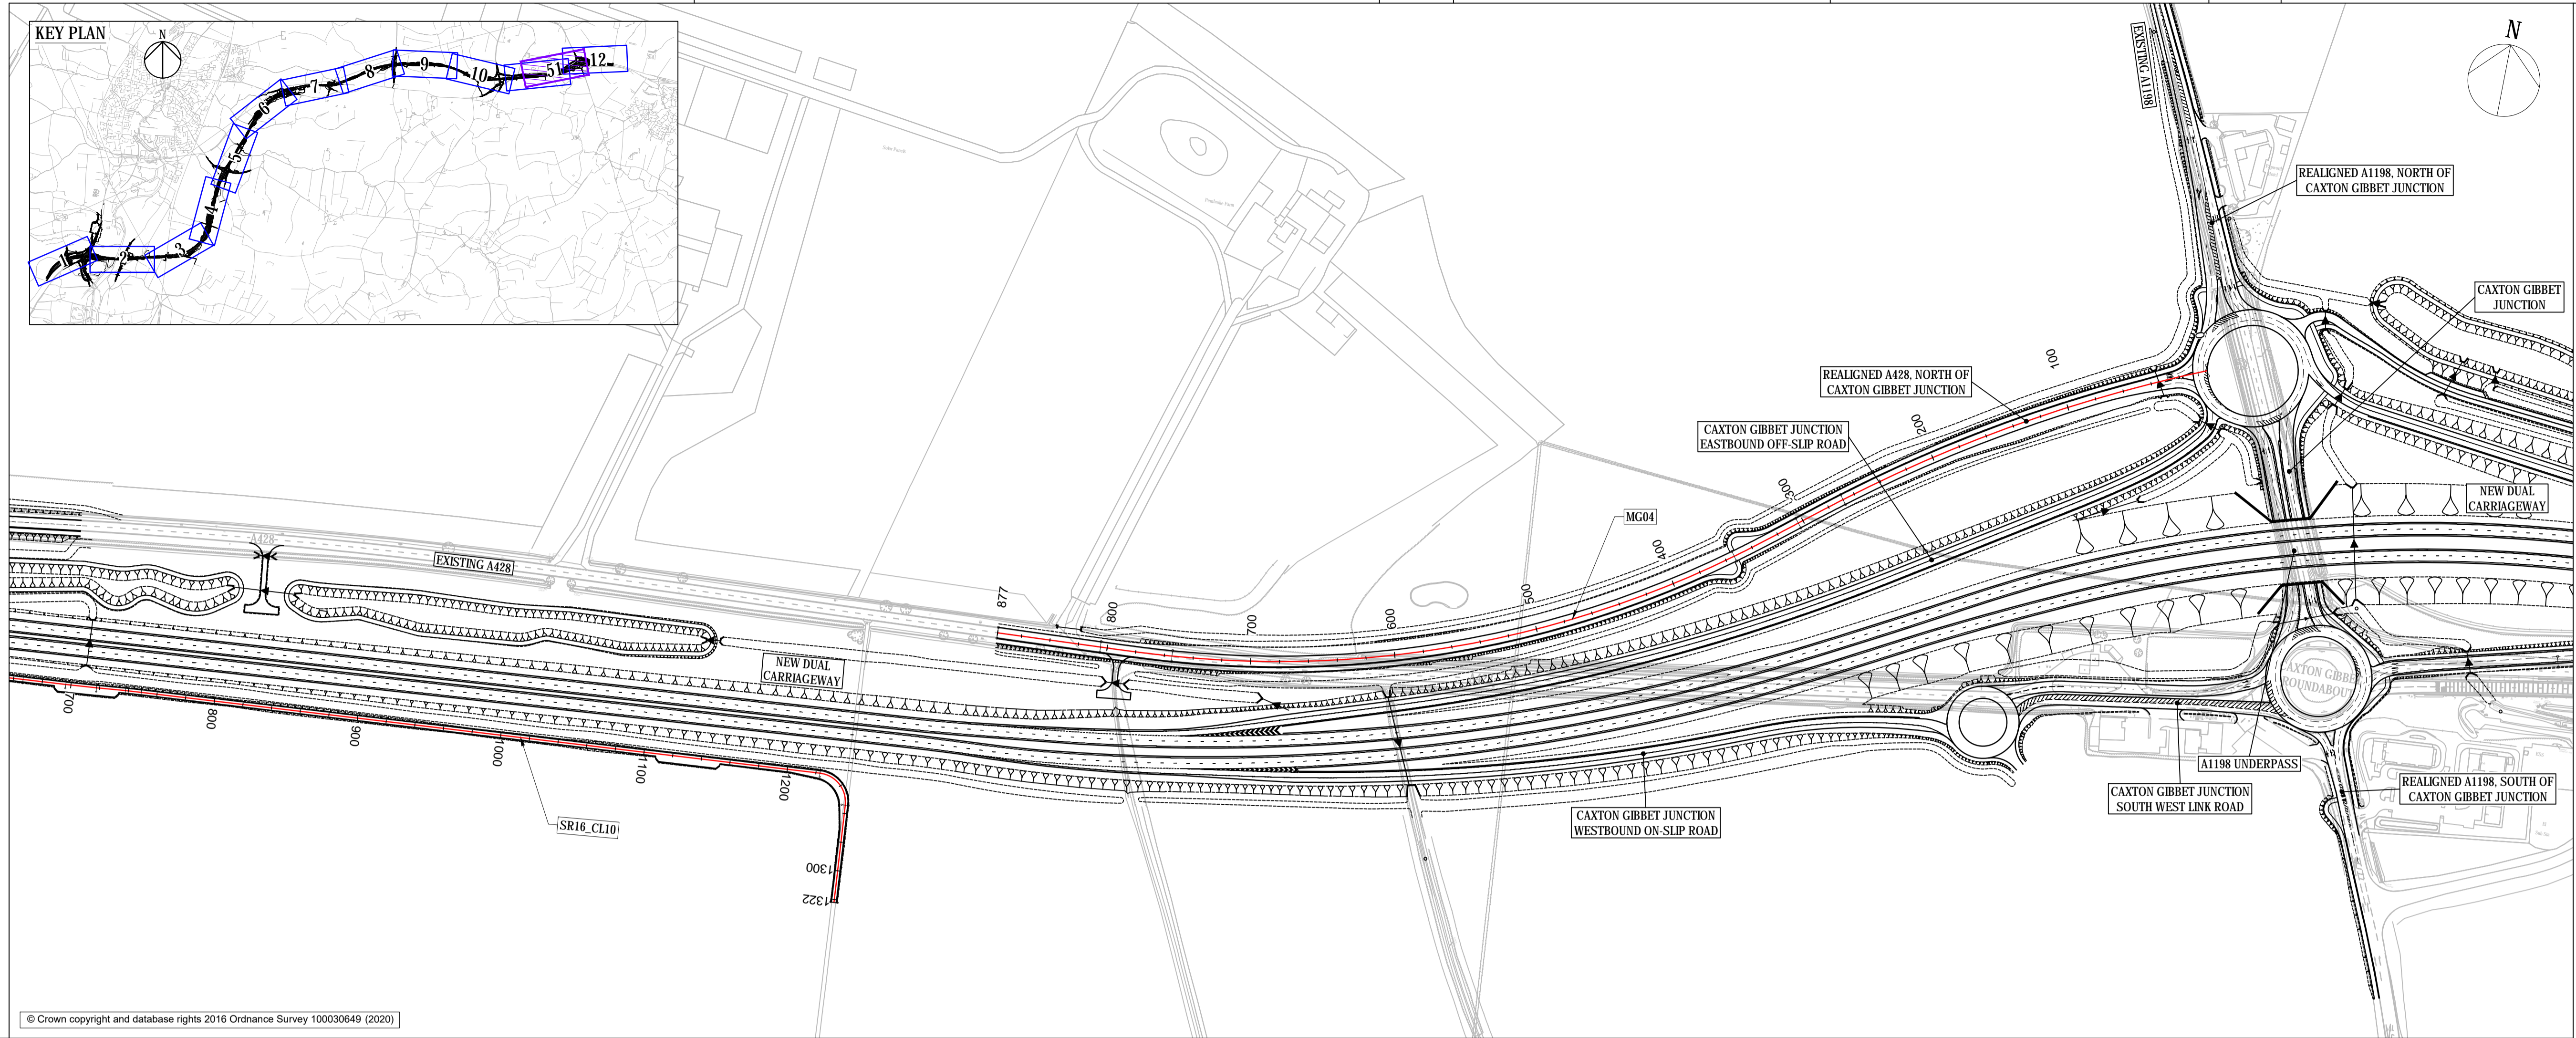 KEY PLAN
N
1
2
3
4
5
6
7
8
9
10
51
12
N
EXISTING A1198
REALIGNED A1198, NORTH OF
CAXTON GIBBET JUNCTION
CAXTON GIBBET
JUNCTION
REALIGNED A428, NORTH OF
CAXTON GIBBET JUNCTION
CAXTON GIBBET JUNCTION
EASTBOUND OFF-SLIP ROAD
100
200
300
400
500
600
700
800
877
MG04
NEW DUAL
CARRIAGEWAY
A428
EXISTING A428
NEW DUAL
CARRIAGEWAY
700
800
900
1000
1100
1200
1300
1322
SR16_CL10
CAXTON GIBBET JUNCTION
WESTBOUND ON-SLIP ROAD
CAXTON GIBBET
ROUNDABOUT
A1198 UNDERPASS
CAXTON GIBBET JUNCTION
SOUTH WEST LINK ROAD
REALIGNED A1198, SOUTH OF
CAXTON GIBBET JUNCTION
© Crown copyright and database rights 2016 Ordnance Survey 100030649 (2020)